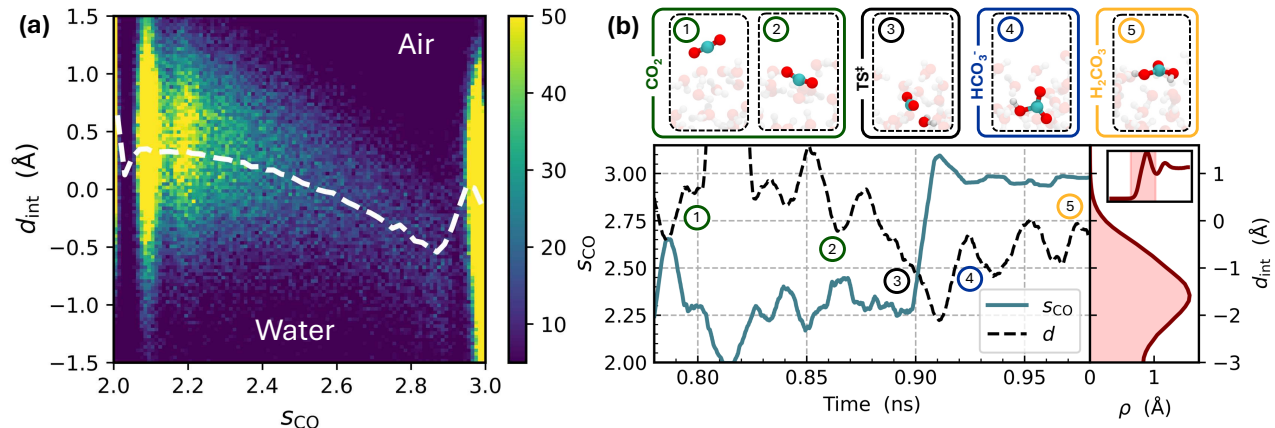 (a)
Air
Water
1.5
1.0
0.5
0.0
−0.5
−1.0
−1.5
d_int (Å)
2.0 2.2 2.4 2.6 2.8 3.0
s_CO
50
40
30
20
10
(b)
CO₂
1
2
TS‡
3
HCO₃⁻
4
H₂CO₃
5
3.00
2.75
2.50
2.25
2.00
s_CO
1
2
3
4
5
s_CO
d
0.80 0.85 0.90 0.95
Time (ns)
1
0
−1
−2
−3
d_int (Å)
0 1
ρ (Å)